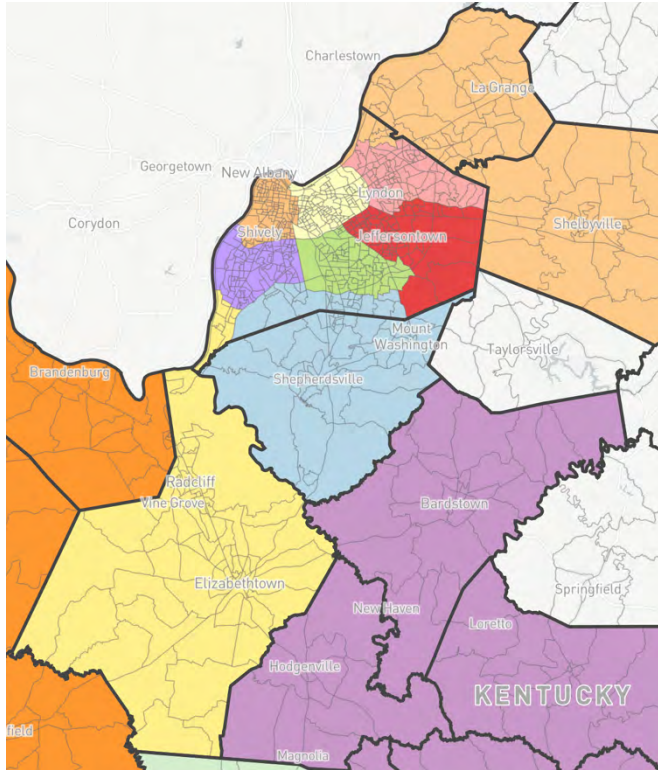 Charlestown
La Grange
Georgetown
New Albany
Lyndon
Corydon
Shively
Jeffersontown
Shelbyville
Mount
Washington
Taylorsville
Brandenburg
Shepherdsville
Radcliff
Vine Grove
Bardstown
Elizabethtown
Springfield
New Haven
Loretto
Hodgenville
KENTUCKY
field
Magnolia